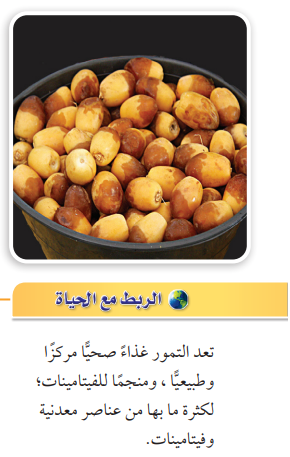 الربط مع الحياة
تعد التمور غذاءً صحيًّا مركزًا
وطبيعيًّا ، ومنجمًا للفيتامينات؛
لكثرة ما بها من عناصر معدنية
وفيتامينات.